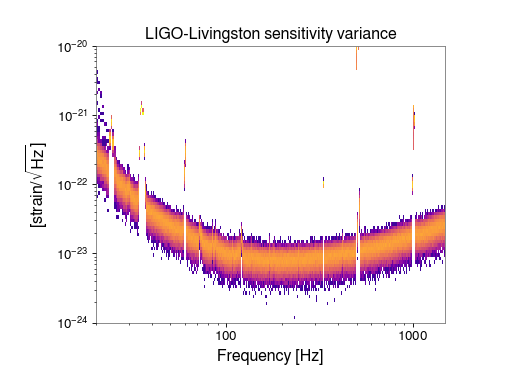 LIGO-Livingston sensitivity variance
10⁻²⁰
10⁻²¹
10⁻²²
10⁻²³
10⁻²⁴
[strain/√Hz]
100
1000
Frequency [Hz]